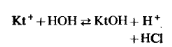 Kt⁺ + HOH ⇌ KtOH + H⁺
+ HCl